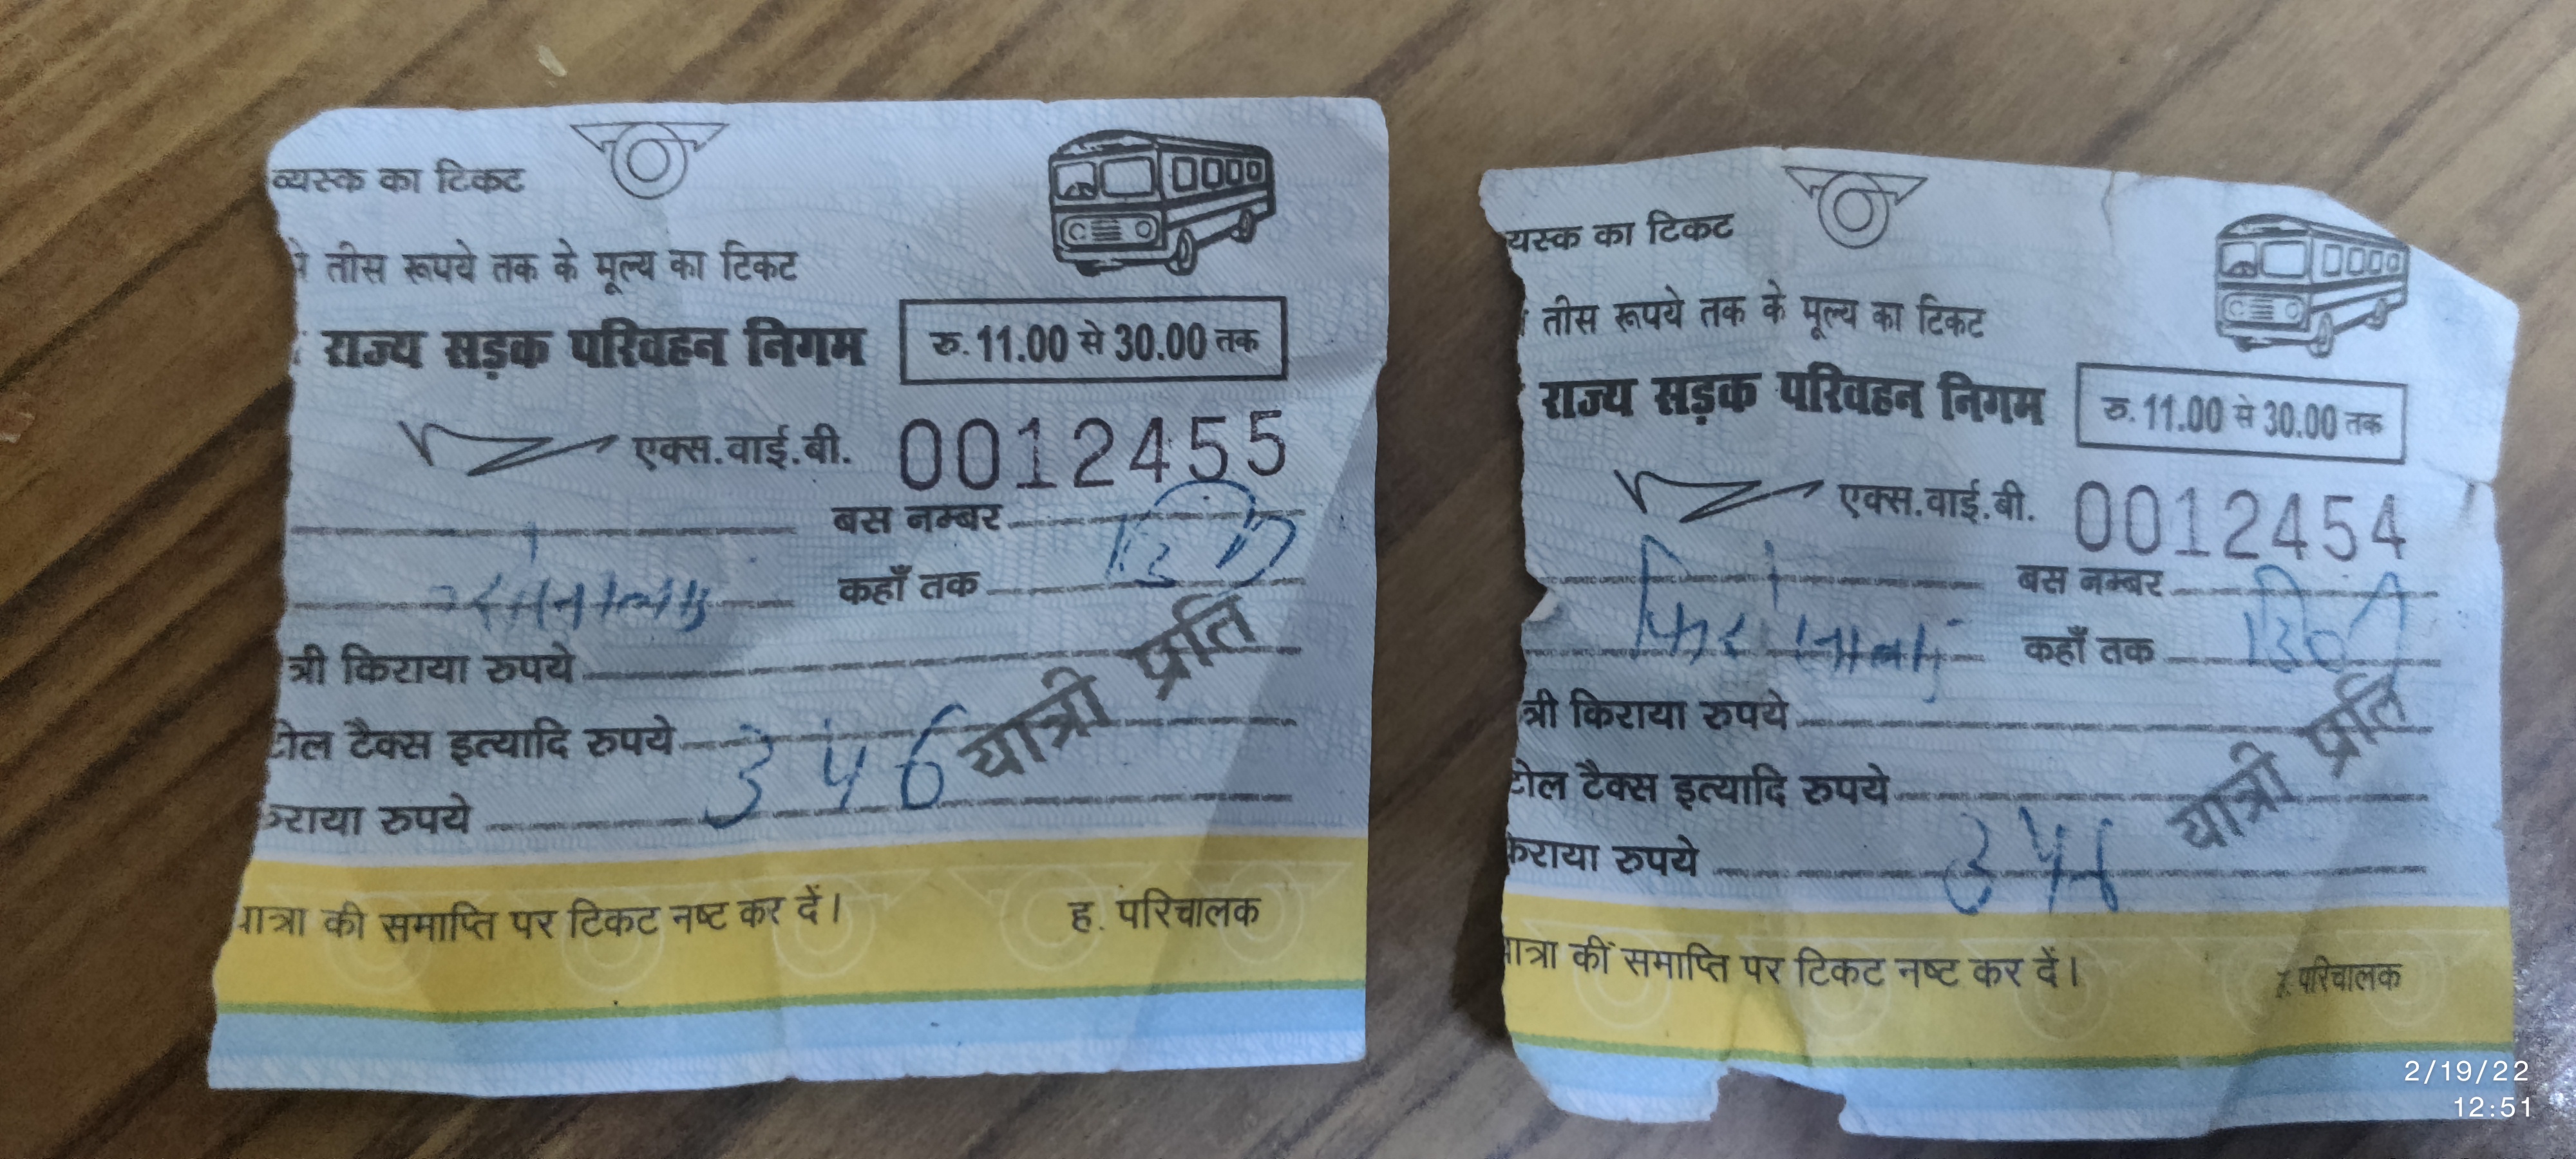 व्यस्क का टिकट
तीस रूपये तक के मूल्य का टिकट
राज्य सड़क परिवहन निगम
रु. 11.00 से 30.00 तक
एक्स.वाई.बी. 0012455
बस नम्बर
कहाँ तक
त्री किराया रुपये
टोल टैक्स इत्यादि रुपये
346
यात्री प्रति
राया रुपये
यात्रा की समाप्ति पर टिकट नष्ट कर दें।
ह. परिचालक
यस्क का टिकट
तीस रूपये तक के मूल्य का टिकट
राज्य सड़क परिवहन निगम
रु. 11.00 से 30.00 तक
एक्स.वाई.बी. 0012454
बस नम्बर
कहाँ तक
त्री किराया रुपये
टोल टैक्स इत्यादि रुपये
यात्री प्रति
किराया रुपये 346
यात्रा की समाप्ति पर टिकट नष्ट कर दें।
ह. परिचालक
2/19/22
12:51